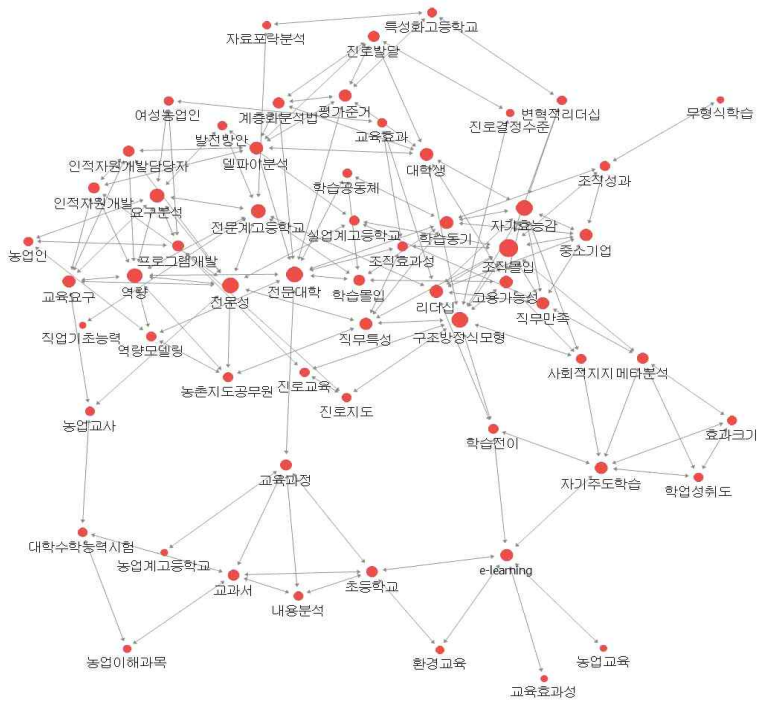 특성화고등학교
자료포락분석
진로발달
여성농업인
계층화분석법
평가준거
변혁적리더십
무형식학습
발전방안
교육효과
진로결정수준
인적자원개발담당자
델파이분석
대학생
조직성과
인적자원개발
요구분석
학습공동체
전문계고등학교
실업계고등학교
학습동기
자기효능감
중소기업
농업인
프로그램개발
조직효과성
조직몰입
교육요구
역량
전문성
전문대학
학습몰입
리더십
고용가능성
직무만족
직업기초능력
역량모델링
직무특성
구조방정식모형
농촌지도공무원
진로교육
진로지도
사회적지지
메타분석
농업교사
학습전이
효과크기
교육과정
자기주도학습
학업성취도
대학수학능력시험
농업계고등학교
교과서
내용분석
초등학교
e-learning
농업이해과목
환경교육
농업교육
교육효과성